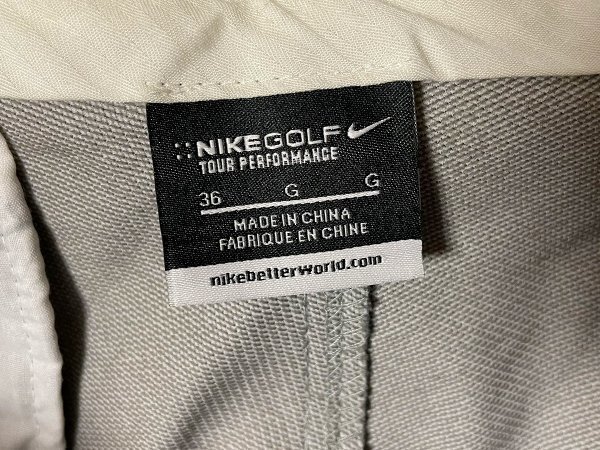 NIKEGOLF
TOUR PERFORMANCE
36 G G
MADE IN CHINA
FABRIQUE EN CHINE
nikebetterworld.com